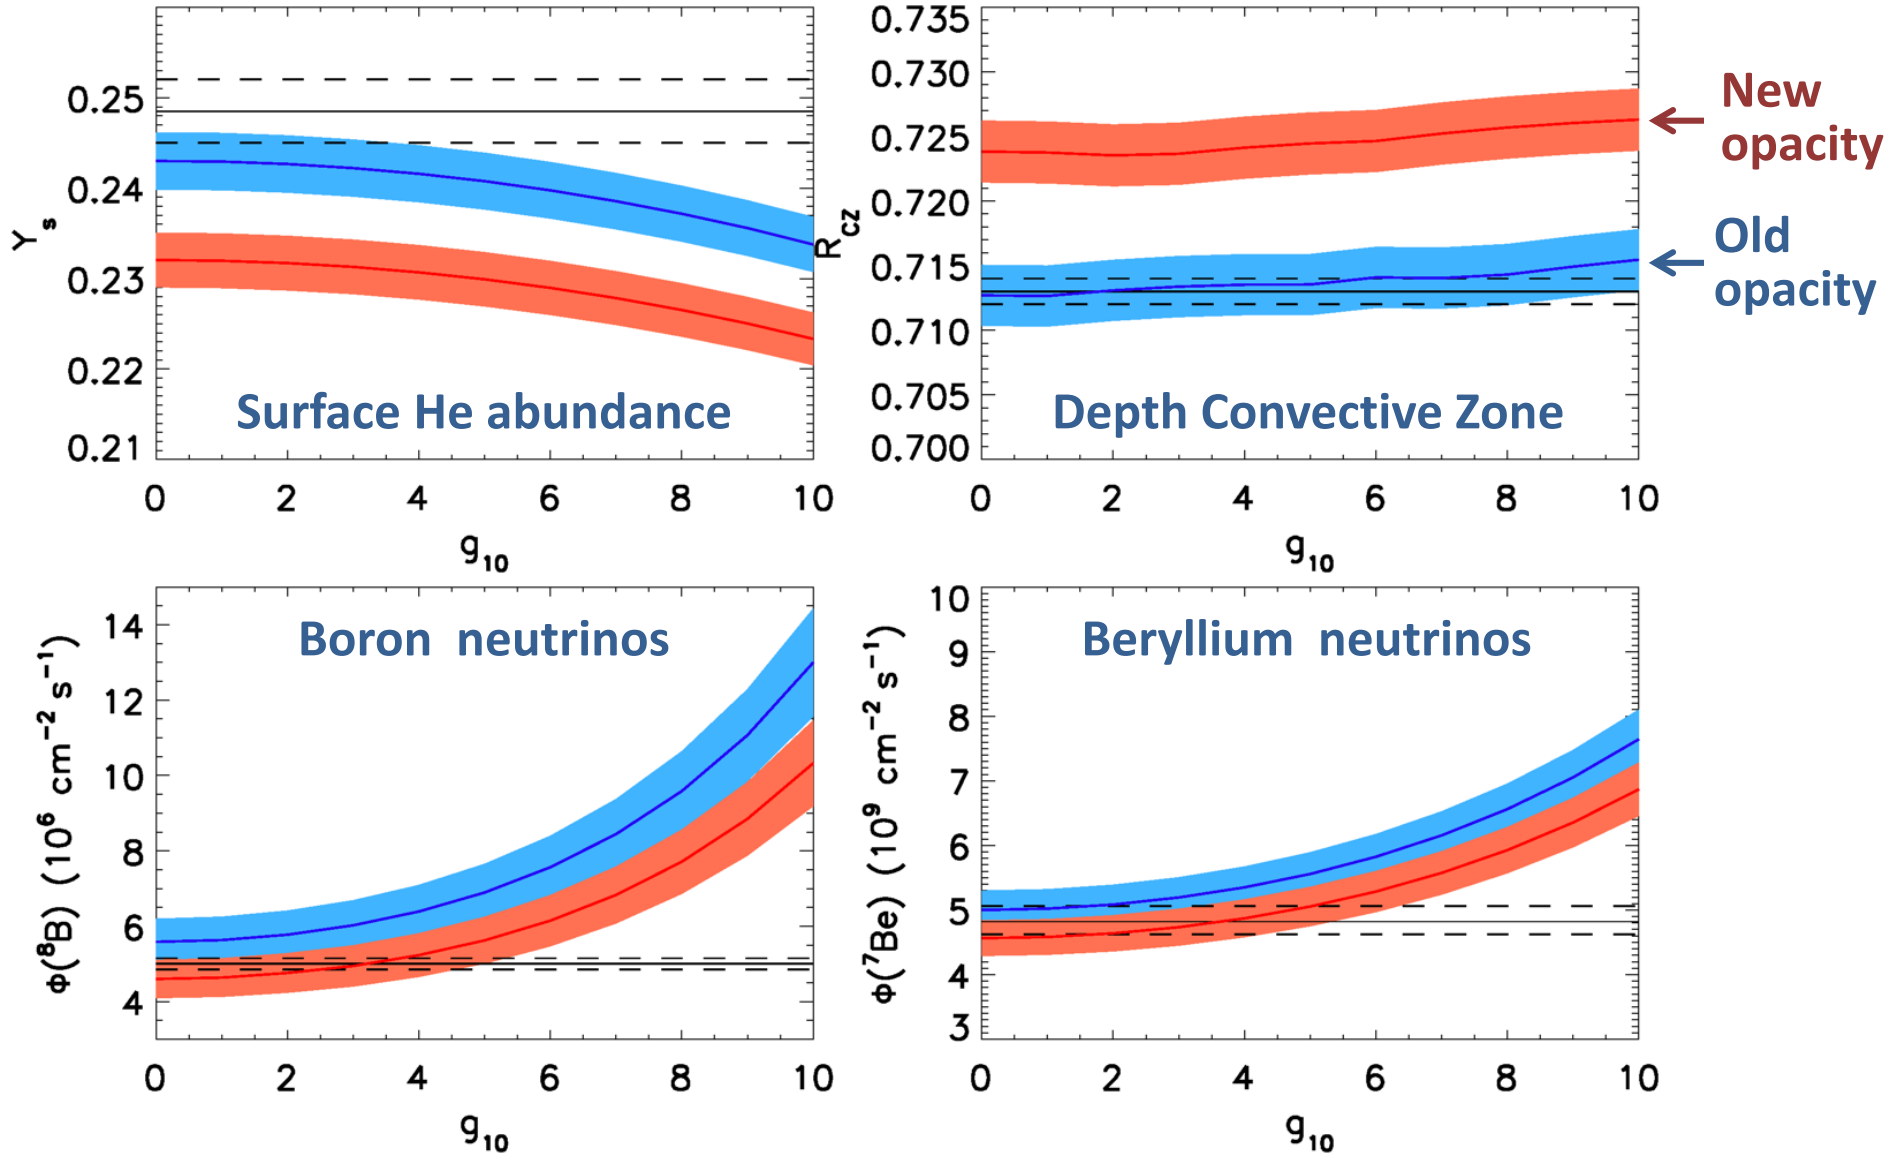 0.25
0.24
0.23
0.22
0.21
Y_s
Surface He abundance
0 2 4 6 8 10
g_10
0.735
0.730
0.725
0.720
0.715
0.710
0.705
0.700
R_CZ
Depth Convective Zone
0 2 4 6 8 10
g_10
New
opacity
Old
opacity
14
12
10
8
6
4
ϕ(⁸B) (10⁶ cm⁻² s⁻¹)
Boron neutrinos
0 2 4 6 8 10
g_10
10
9
8
7
6
5
4
3
ϕ(⁷Be) (10⁹ cm⁻² s⁻¹)
Beryllium neutrinos
0 2 4 6 8 10
g_10